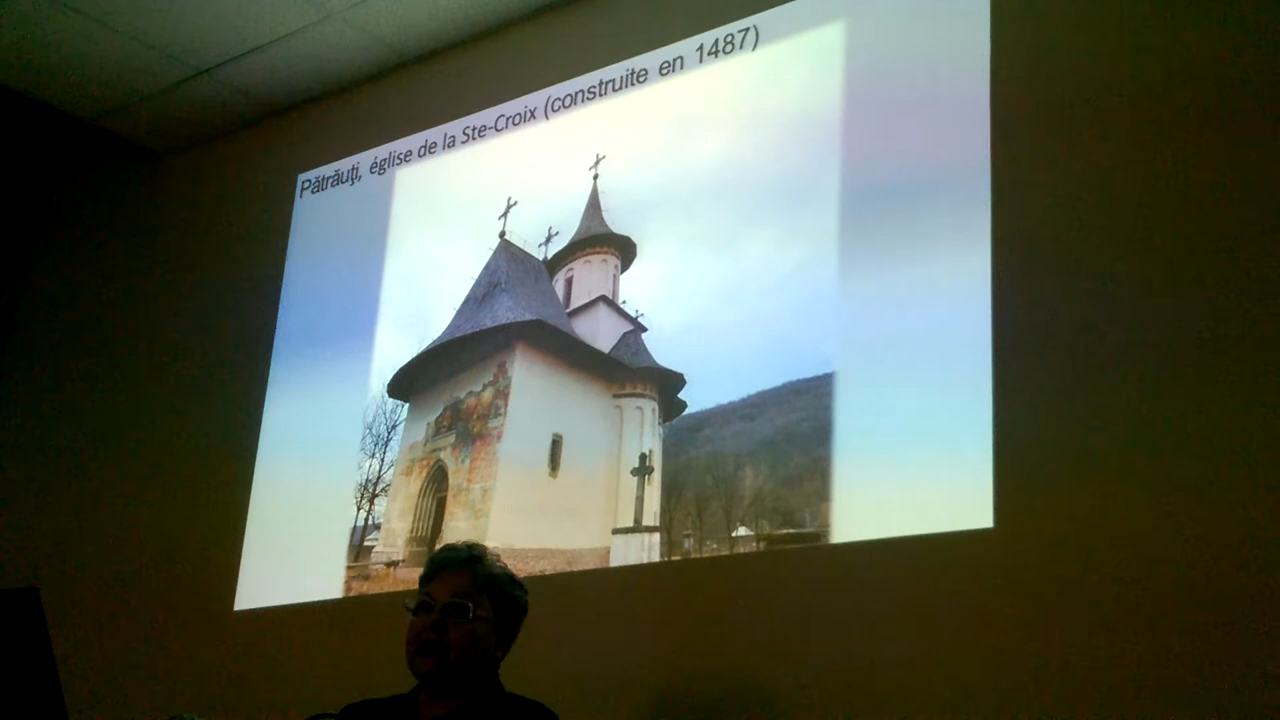 Pătrăuţi, église de la Ste-Croix (construite en 1487)